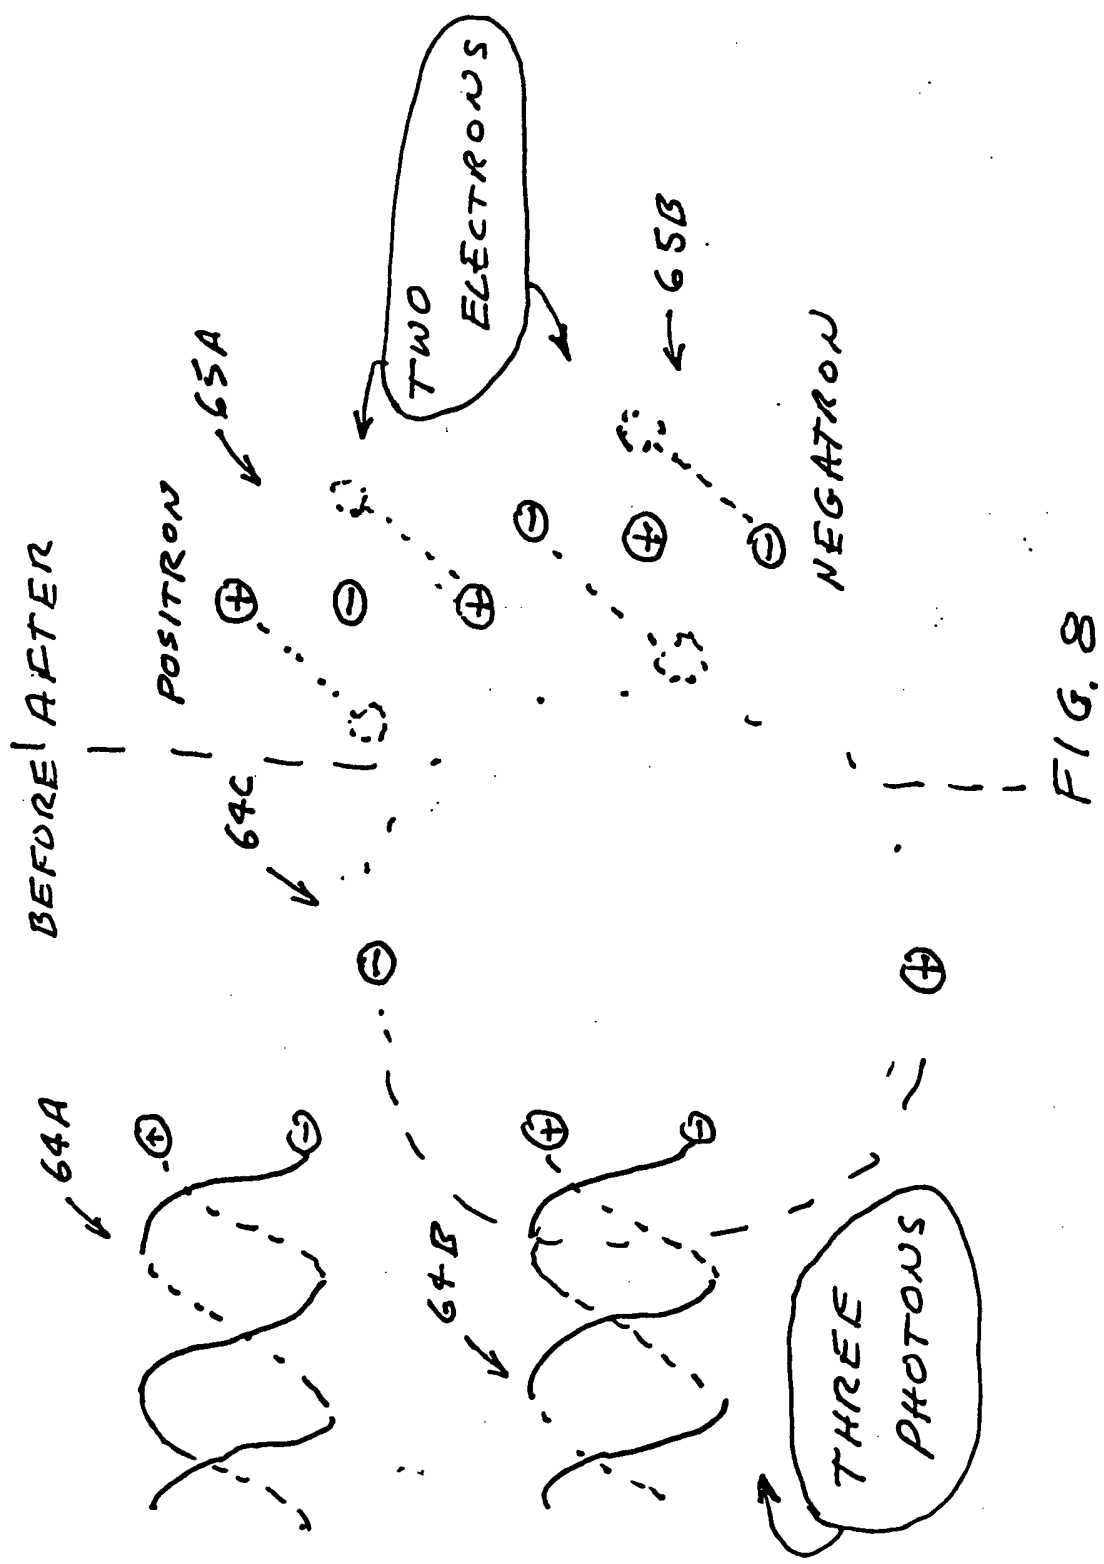 BEFORE | AFTER
64A
64C
POSITRON
65A
TWO
ELECTRONS
64B
65B
NEGATRON
THREE
PHOTONS
FIG. 8